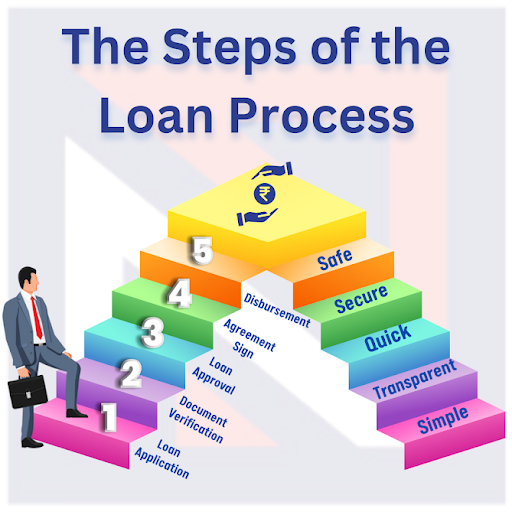 The Steps of the
Loan Process
₹
5
4
3
2
1
Disbursement
Agreement
Sign
Loan
Approval
Document
Verification
Loan
Application
Safe
Secure
Quick
Transparent
Simple